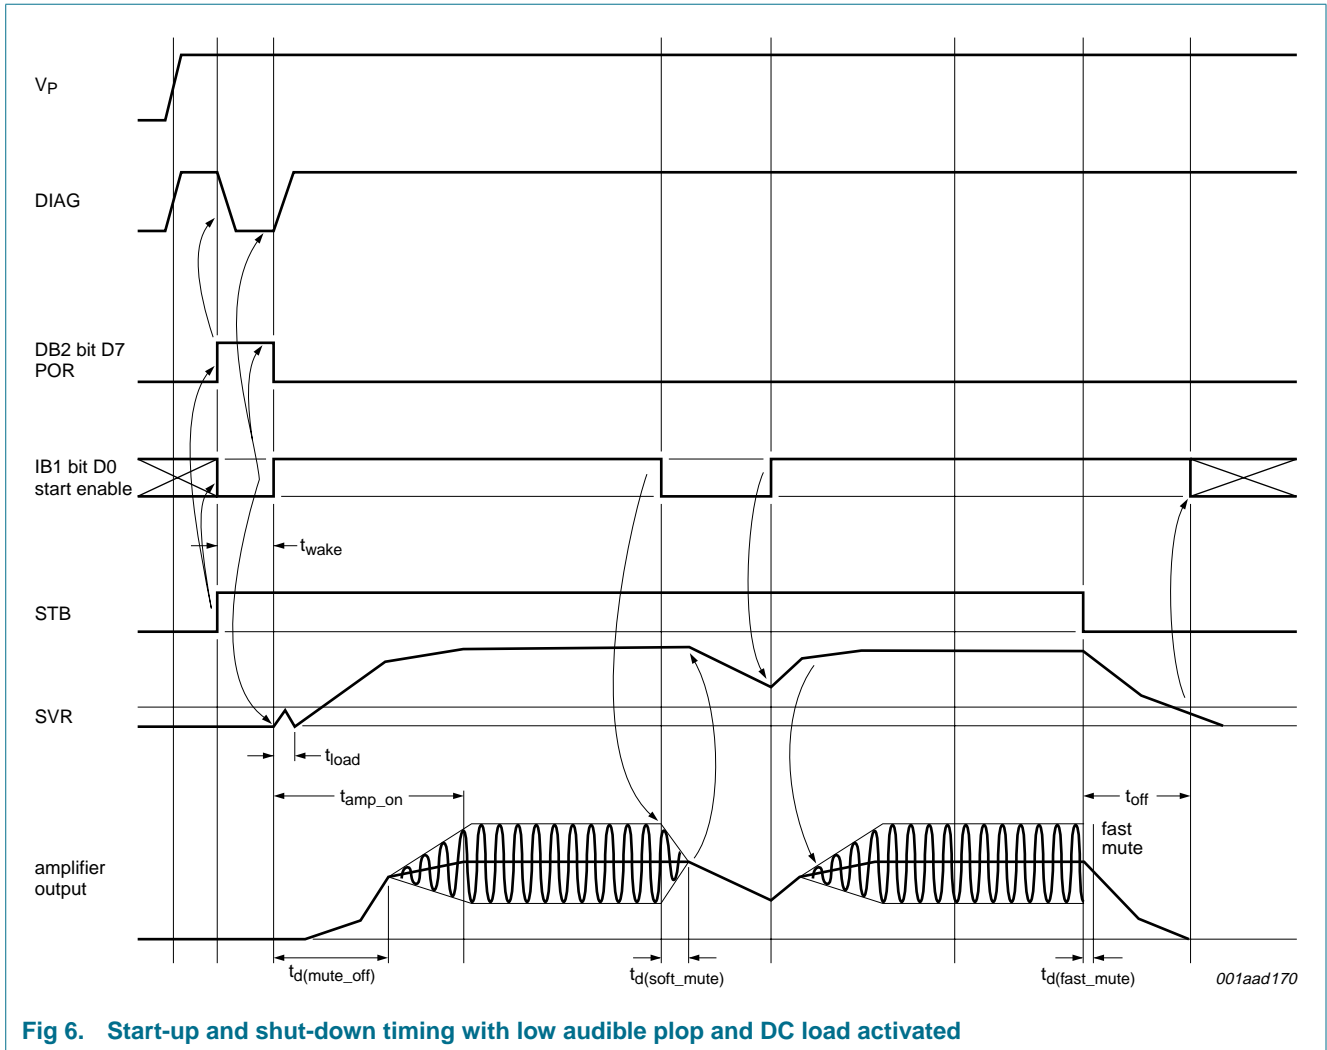 VP
DIAG
DB2 bit D7
POR
IB1 bit D0
start enable
twake
STB
SVR
tload
tamp_on
toff
fast
mute
amplifier
output
td(mute_off)
td(soft_mute)
td(fast_mute)
001aad170
Fig 6. Start-up and shut-down timing with low audible plop and DC load activated